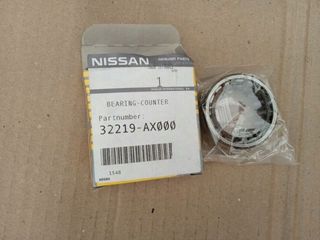 NISSAN
1
BEARING-COUNTER
Partnumber:
32219-AX000
1548